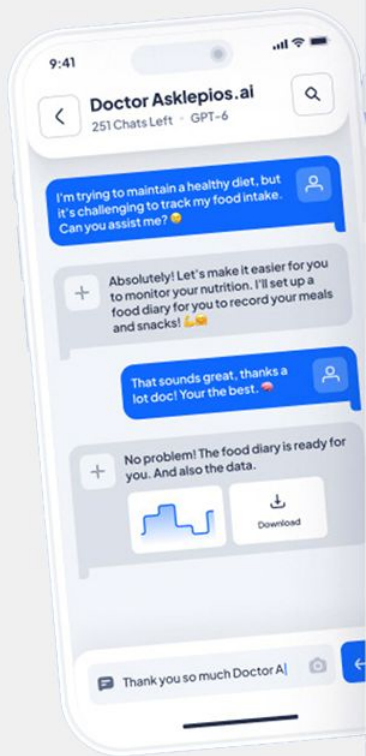 9:41
Doctor Asklepios.ai
251 Chats Left · GPT-6
I'm trying to maintain a healthy diet, but
it's challenging to track my food intake.
Can you assist me? 😊
Absolutely! Let's make it easier for you
to monitor your nutrition. I'll set up a
food diary for you to record your meals
and snacks! 💪🤗
That sounds great, thanks a
lot doc! Your the best. 🧠
No problem! The food diary is ready for
you. And also the data.
Download
Thank you so much Doctor A